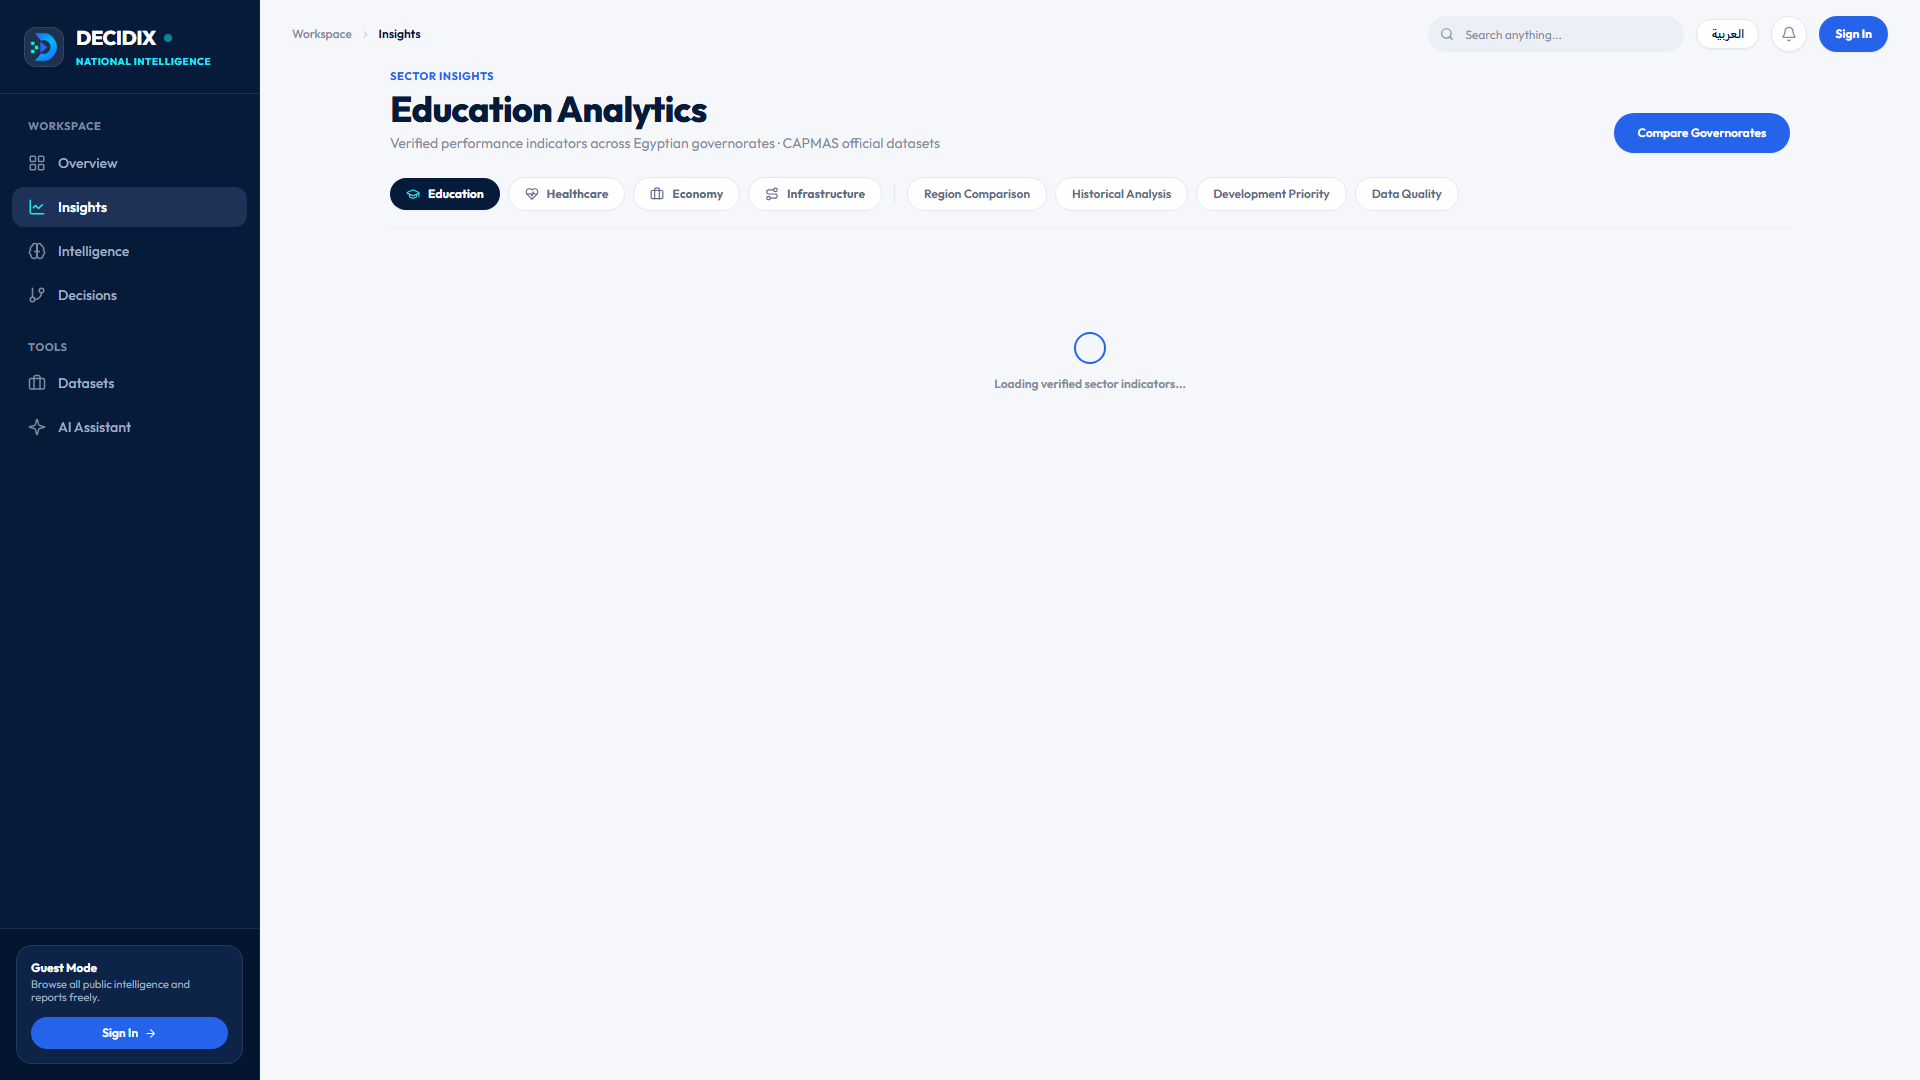 DECIDIX
NATIONAL INTELLIGENCE
WORKSPACE
Overview
Insights
Intelligence
Decisions
TOOLS
Datasets
AI Assistant
Guest Mode
Browse all public intelligence and
reports freely.
Sign In
Workspace Insights
Search anything...
العربية
Sign In
SECTOR INSIGHTS
Education Analytics
Verified performance indicators across Egyptian governorates · CAPMAS official datasets
Compare Governorates
Education Healthcare Economy Infrastructure Region Comparison Historical Analysis Development Priority Data Quality
Loading verified sector indicators...